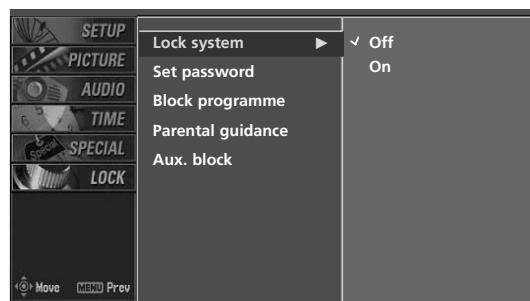 SETUP
PICTURE
AUDIO
TIME
SPECIAL
LOCK
Move MENU Prev
Lock system
Set password
Block programme
Parental guidance
Aux. block
Off
On